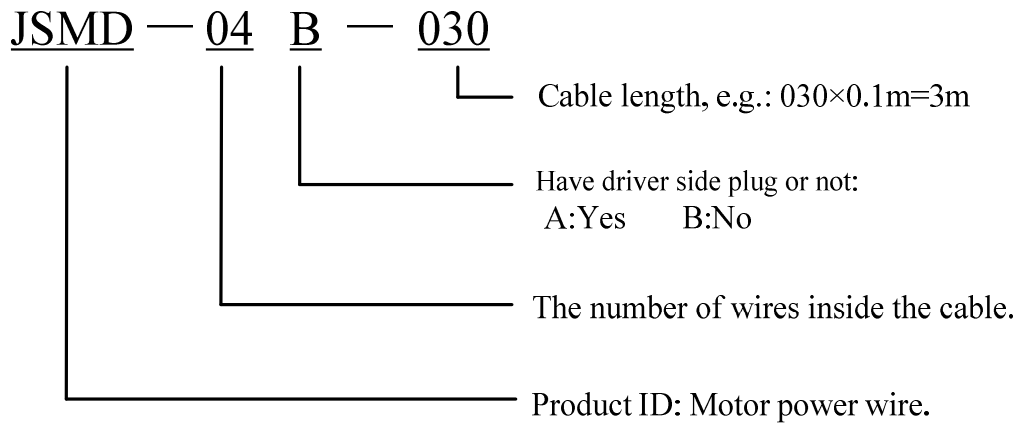 JSMD — 04 B — 030
Cable length, e.g.: 030×0.1m=3m
Have driver side plug or not:
A:Yes B:No
The number of wires inside the cable.
Product ID: Motor power wire.